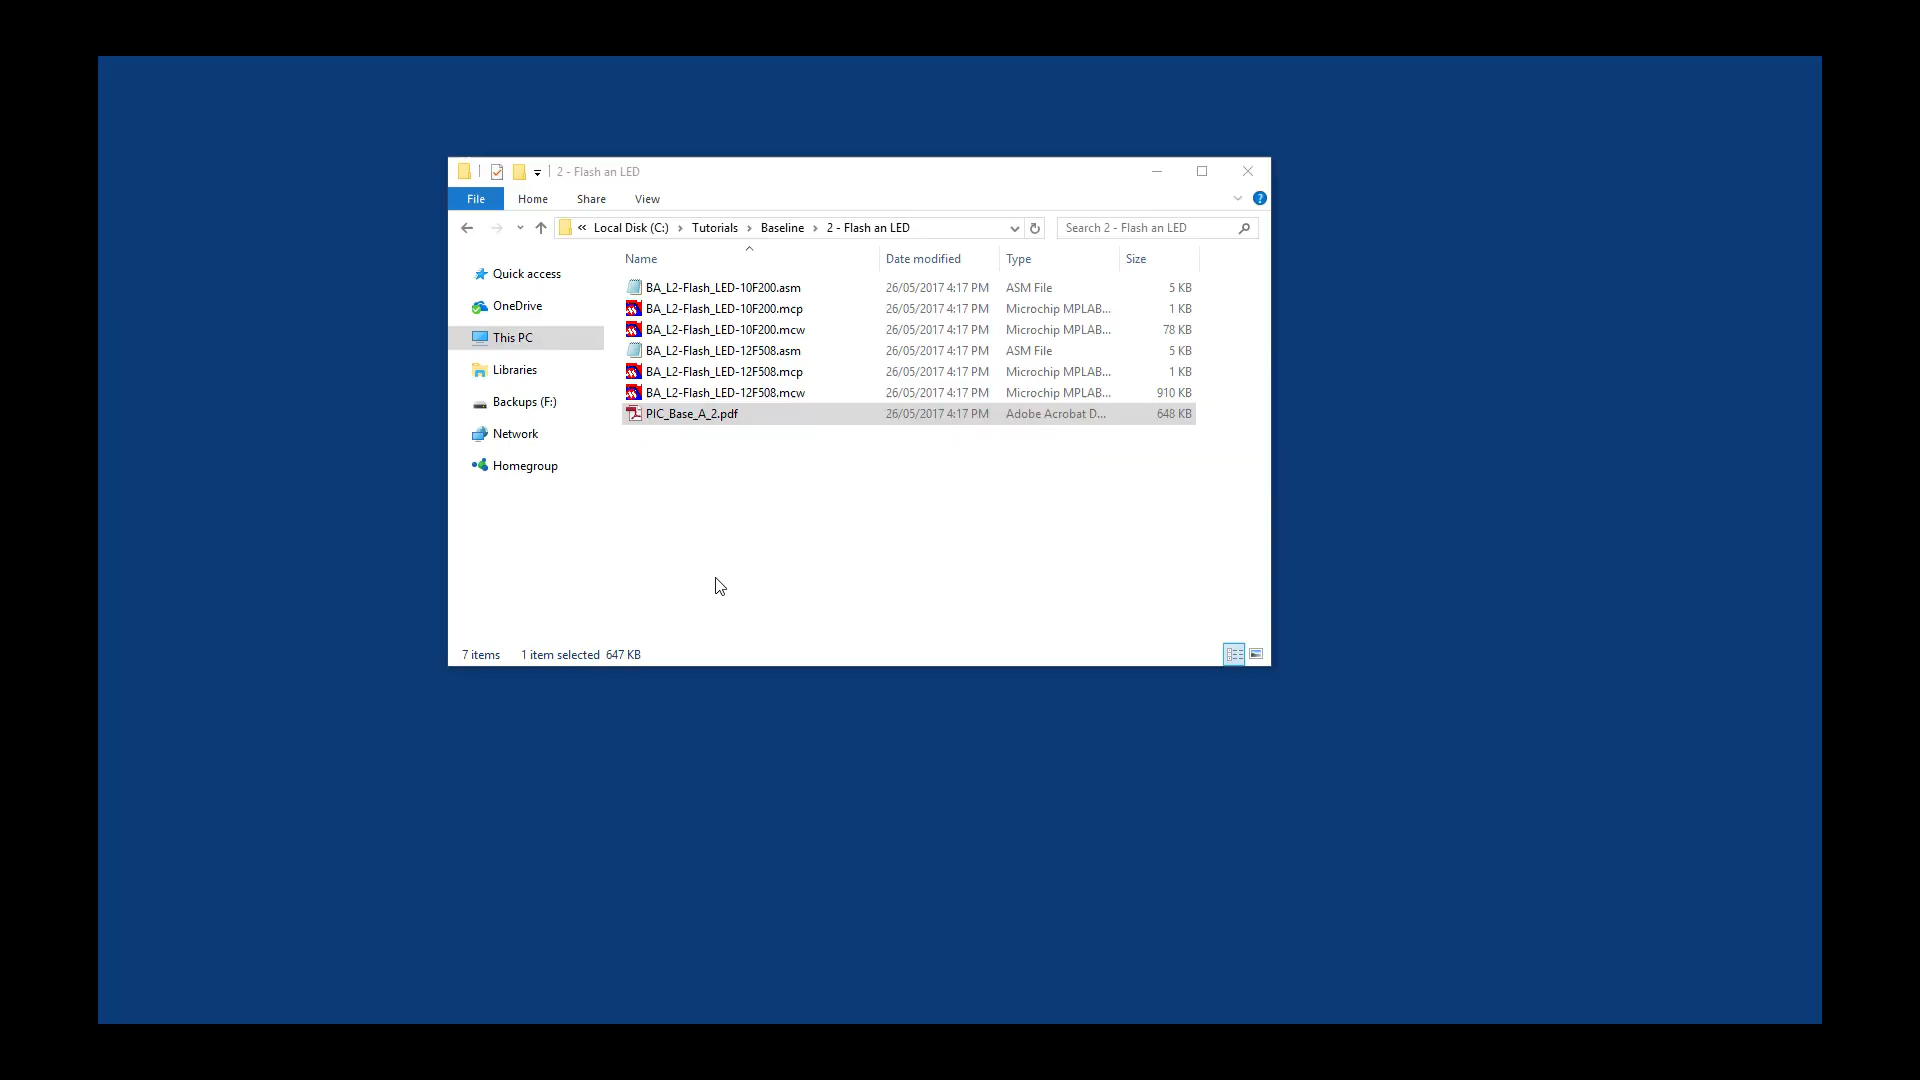 2 - Flash an LED
File Home Share View
« Local Disk (C:) > Tutorials > Baseline > 2 - Flash an LED
Search 2 - Flash an LED
Name Date modified Type Size
Quick access
OneDrive
This PC
Libraries
Backups (F:)
Network
Homegroup
BA_L2-Flash_LED-10F200.asm 26/05/2017 4:17 PM ASM File 5 KB
BA_L2-Flash_LED-10F200.mcp 26/05/2017 4:17 PM Microchip MPLAB... 1 KB
BA_L2-Flash_LED-10F200.mcw 26/05/2017 4:17 PM Microchip MPLAB... 78 KB
BA_L2-Flash_LED-12F508.asm 26/05/2017 4:17 PM ASM File 5 KB
BA_L2-Flash_LED-12F508.mcp 26/05/2017 4:17 PM Microchip MPLAB... 1 KB
BA_L2-Flash_LED-12F508.mcw 26/05/2017 4:17 PM Microchip MPLAB... 910 KB
PIC_Base_A_2.pdf 26/05/2017 4:17 PM Adobe Acrobat D... 648 KB
7 items 1 item selected 647 KB